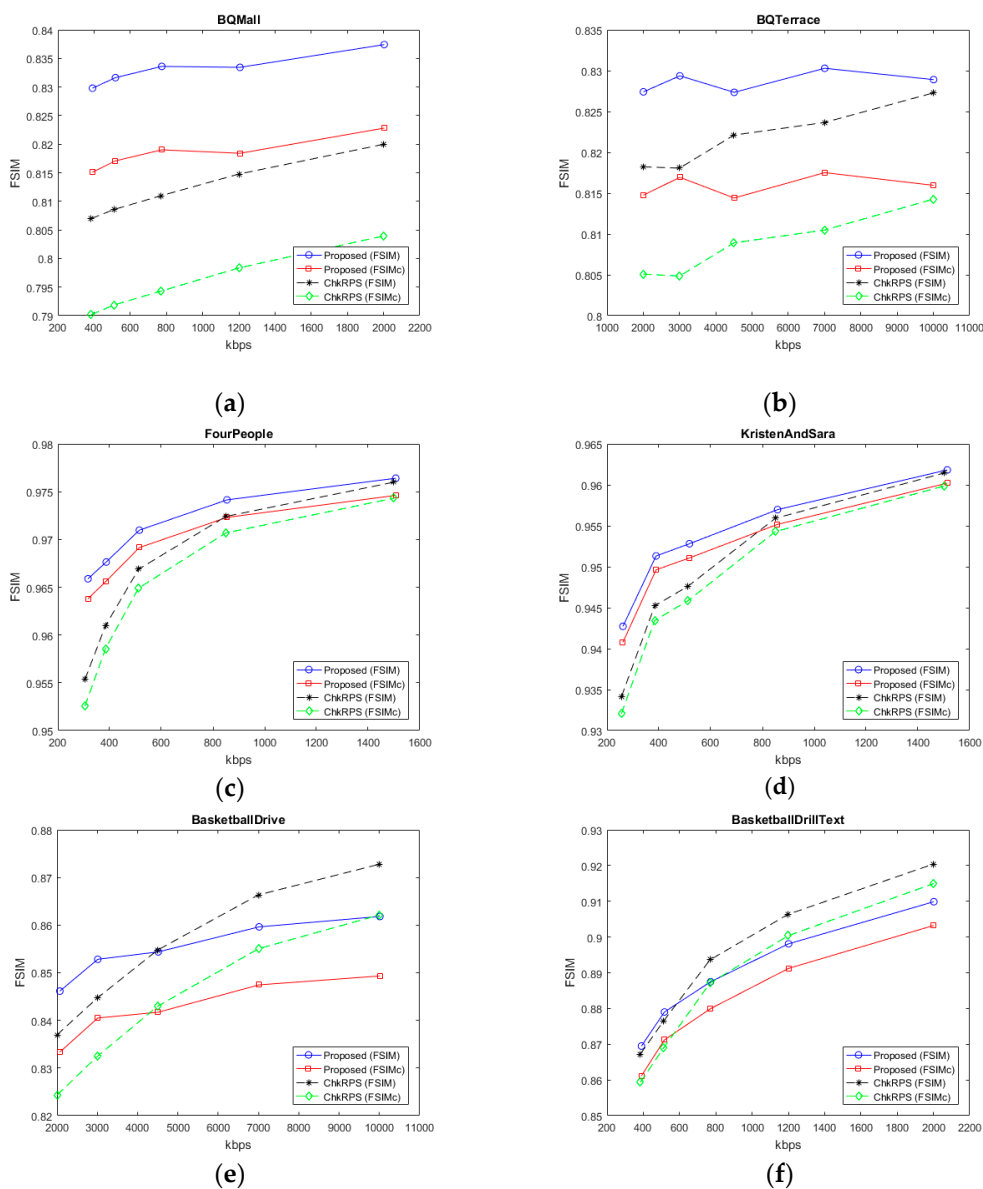 BQMall
0.84
0.835
0.83
0.825
0.82
0.815
0.81
0.805
0.8
0.795
0.79
FSIM
200 400 600 800 1000 1200 1400 1600 1800 2000 2200
kbps
Proposed (FSIM)
Proposed (FSIMc)
ChkRPS (FSIM)
ChkRPS (FSIMc)
(a)
BQTerrace
0.835
0.83
0.825
0.82
0.815
0.81
0.805
0.8
FSIM
1000 2000 3000 4000 5000 6000 7000 8000 9000 10000 11000
kbps
Proposed (FSIM)
Proposed (FSIMc)
ChkRPS (FSIM)
ChkRPS (FSIMc)
(b)
FourPeople
0.98
0.975
0.97
0.965
0.96
0.955
0.95
FSIM
200 400 600 800 1000 1200 1400 1600
kbps
Proposed (FSIM)
Proposed (FSIMc)
ChkRPS (FSIM)
ChkRPS (FSIMc)
(c)
KristenAndSara
0.965
0.96
0.955
0.95
0.945
0.94
0.935
0.93
FSIM
200 400 600 800 1000 1200 1400 1600
kbps
Proposed (FSIM)
Proposed (FSIMc)
ChkRPS (FSIM)
ChkRPS (FSIMc)
(d)
BasketballDrive
0.88
0.87
0.86
0.85
0.84
0.83
0.82
FSIM
2000 3000 4000 5000 6000 7000 8000 9000 10000 11000
kbps
Proposed (FSIM)
Proposed (FSIMc)
ChkRPS (FSIM)
ChkRPS (FSIMc)
(e)
BasketballDrillText
0.93
0.92
0.91
0.9
0.89
0.88
0.87
0.86
0.85
FSIM
200 400 600 800 1000 1200 1400 1600 1800 2000 2200
kbps
Proposed (FSIM)
Proposed (FSIMc)
ChkRPS (FSIM)
ChkRPS (FSIMc)
(f)